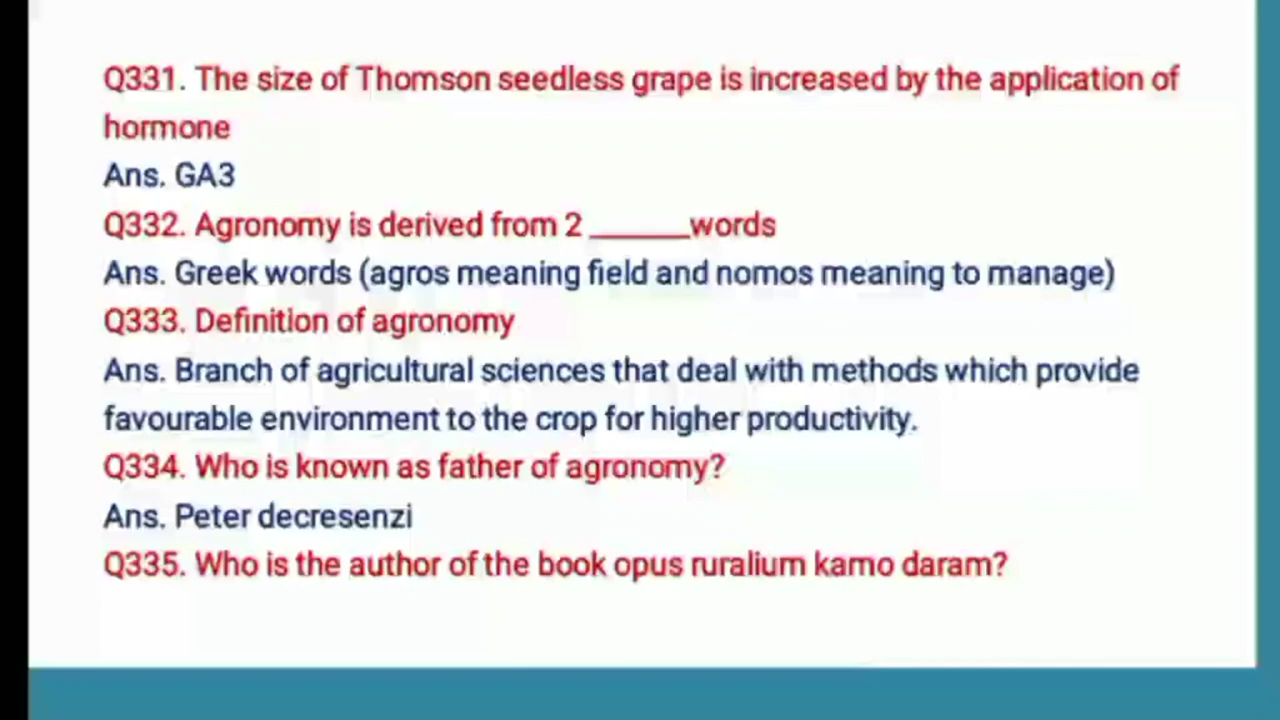 Q331. The size of Thomson seedless grape is increased by the application of
hormone
Ans. GA3
Q332. Agronomy is derived from 2 ______words
Ans. Greek words (agros meaning field and nomos meaning to manage)
Q333. Definition of agronomy
Ans. Branch of agricultural sciences that deal with methods which provide
favourable environment to the crop for higher productivity.
Q334. Who is known as father of agronomy?
Ans. Peter decresenzi
Q335. Who is the author of the book opus ruralium kamo daram?